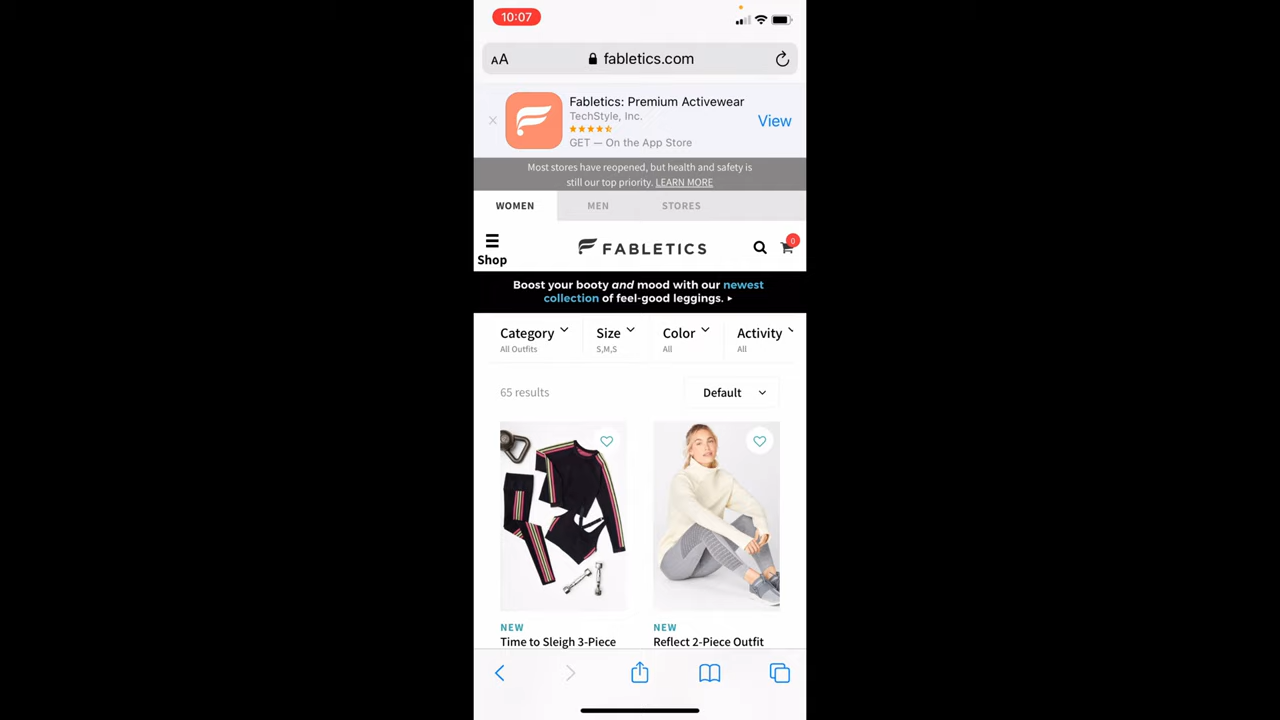 10:07
AA
fabletics.com
Fabletics: Premium Activewear
TechStyle, Inc.
GET — On the App Store
View
Most stores have reopened, but health and safety is
still our top priority. LEARN MORE
WOMEN
MEN
STORES
Shop
FABLETICS
0
Boost your booty and mood with our newest
collection of feel-good leggings. ▸
Category
All Outfits
Size
S,M,S
Color
All
Activity
All
65 results
Default
NEW
Time to Sleigh 3-Piece
NEW
Reflect 2-Piece Outfit